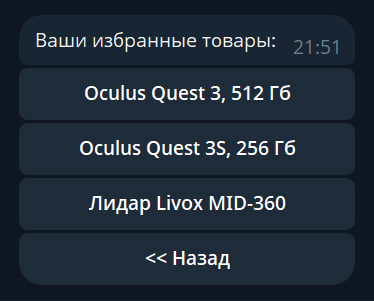 Ваши избранные товары:
21:51
Oculus Quest 3, 512 Гб
Oculus Quest 3S, 256 Гб
Лидар Livox MID-360
<< Назад